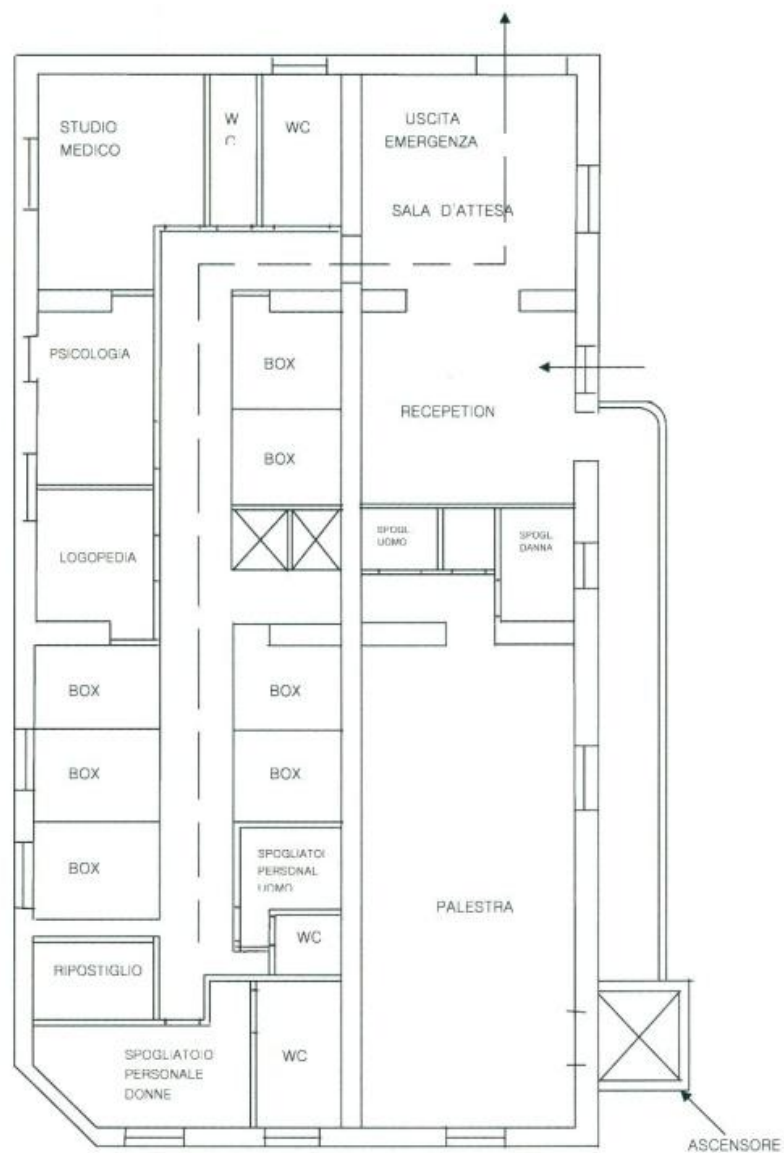 STUDIO
MEDICO
W
C
WC
USCITA
EMERGENZA
SALA D'ATTESA
PSICOLOGIA
BOX
RECEPETION
BOX
LOGOPEDIA
SPOGL.
UOMO
SPOGL.
DANNA
BOX
BOX
BOX
BOX
BOX
SPOGLIATOI
PERSONAL
UOMO
PALESTRA
WC
RIPOSTIGLIO
SPOGLIATOIO
PERSONALE
DONNE
WC
ASCENSORE